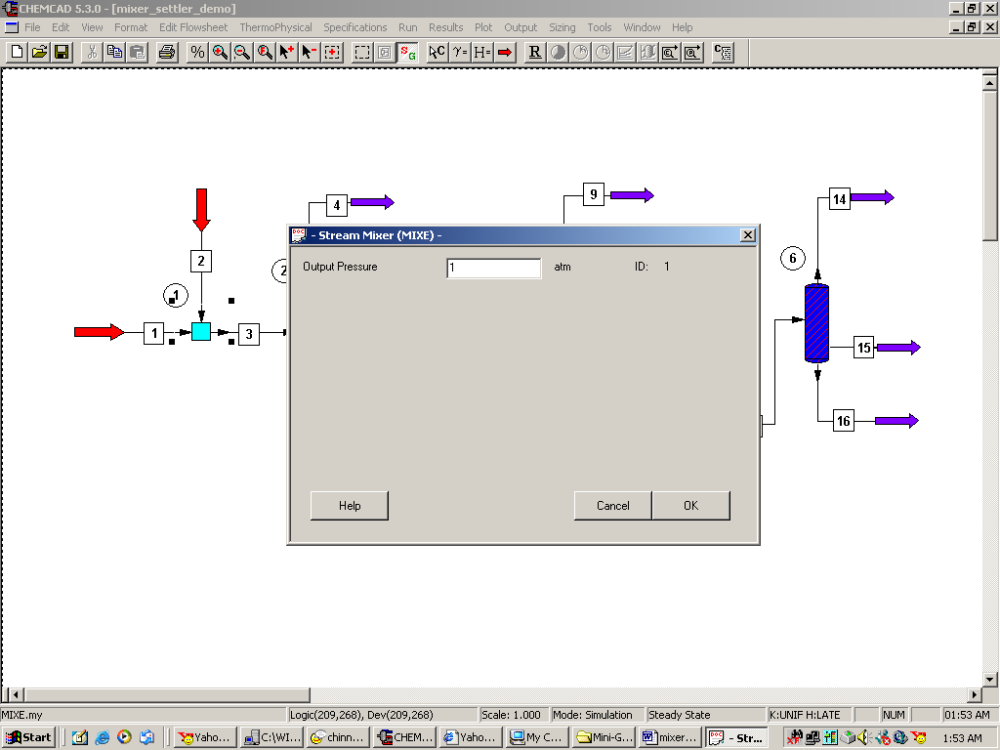 CHEMCAD 5.3.0 - [mixer_settler_demo]
File Edit View Format Edit Flowsheet ThermoPhysical Specifications Run Results Plot Output Sizing Tools Window Help
4
9
14
2
2
6
1
1
3
15
16
- Stream Mixer (MIXE) -
Output Pressure 1 atm ID: 1
Help Cancel OK
MIXE.my Logic(209,268), Dev(209,268) Scale: 1.000 Mode: Simulation Steady State K:UNIF H:LATE NUM 01:53 AM
Start Yaho... C:\WI... chinn... CHEM... Yaho... My C... Mini-G... mixer... - Str... 1:53 AM